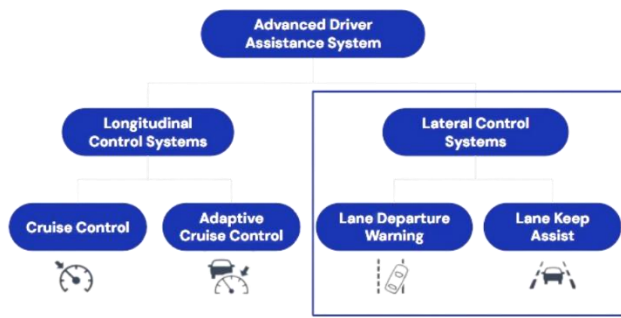 Advanced Driver
Assistance System
Longitudinal
Control Systems
Lateral Control
Systems
Cruise Control
Adaptive
Cruise Control
Lane Departure
Warning
Lane Keep
Assist